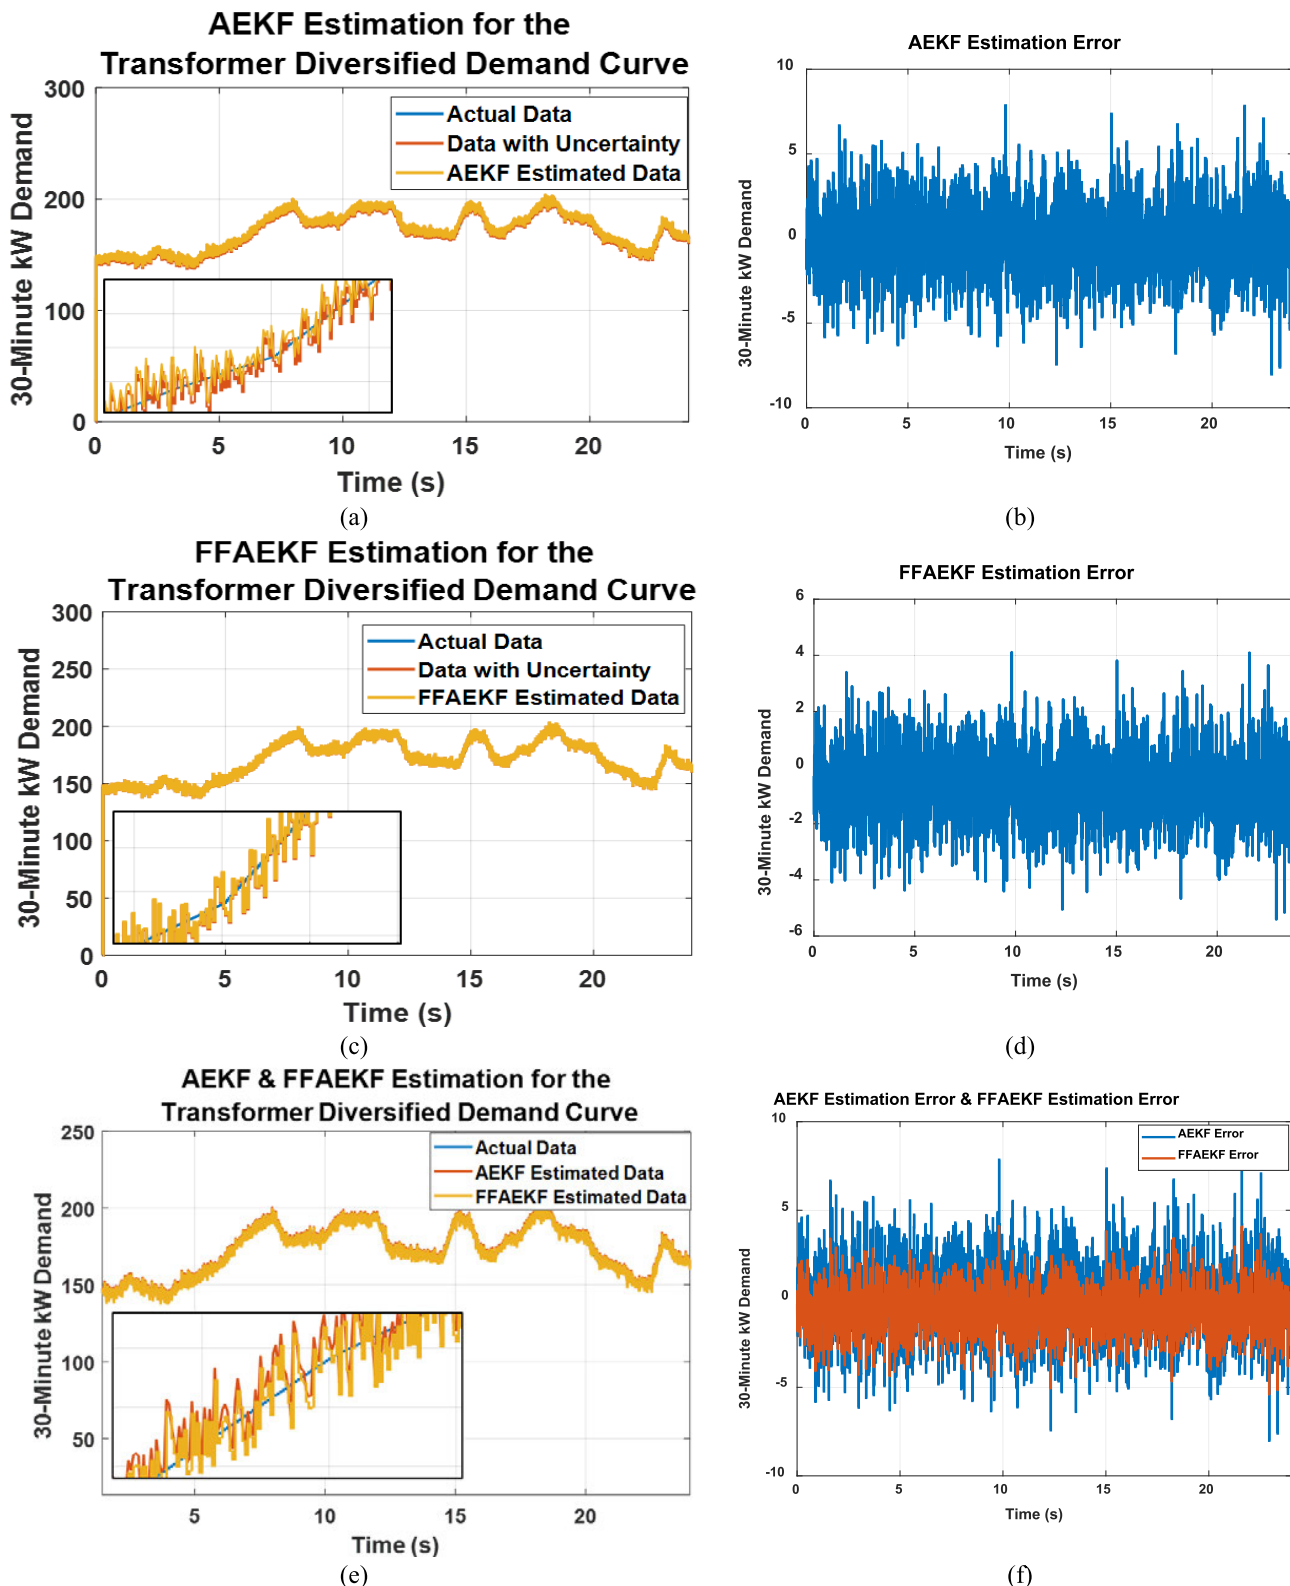 AEKF Estimation for the
Transformer Diversified Demand Curve
300
200
100
0
30-Minute kW Demand
Actual Data
Data with Uncertainty
AEKF Estimated Data
0 5 10 15 20
Time (s)
(a)
AEKF Estimation Error
10
5
0
-5
-10
30-Minute kW Demand
0 5 10 15 20
Time (s)
(b)
FFAEKF Estimation for the
Transformer Diversified Demand Curve
300
250
200
150
100
50
0
30-Minute kW Demand
Actual Data
Data with Uncertainty
FFAEKF Estimated Data
0 5 10 15 20
Time (s)
(c)
FFAEKF Estimation Error
6
4
2
0
-2
-4
-6
30-Minute kW Demand
0 5 10 15 20
Time (s)
(d)
AEKF & FFAEKF Estimation for the
Transformer Diversified Demand Curve
250
200
150
100
50
30-Minute kW Demand
Actual Data
AEKF Estimated Data
FFAEKF Estimated Data
5 10 15 20
Time (s)
(e)
AEKF Estimation Error & FFAEKF Estimation Error
10
5
0
-5
-10
30-Minute kW Demand
AEKF Error
FFAEKF Error
0 5 10 15 20
Time (s)
(f)